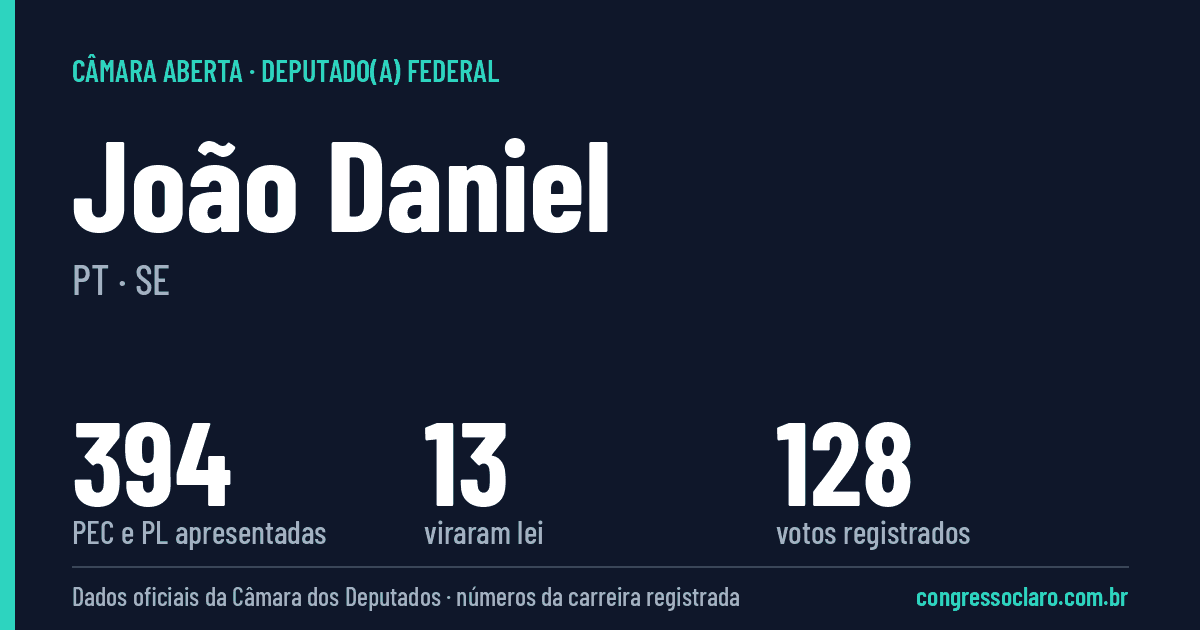 CÂMARA ABERTA · DEPUTADO(A) FEDERAL
João Daniel
PT · SE
394 13 128
PEC e PL apresentadas viraram lei votos registrados
Dados oficiais da Câmara dos Deputados · números da carreira registrada congressoclaro.com.br